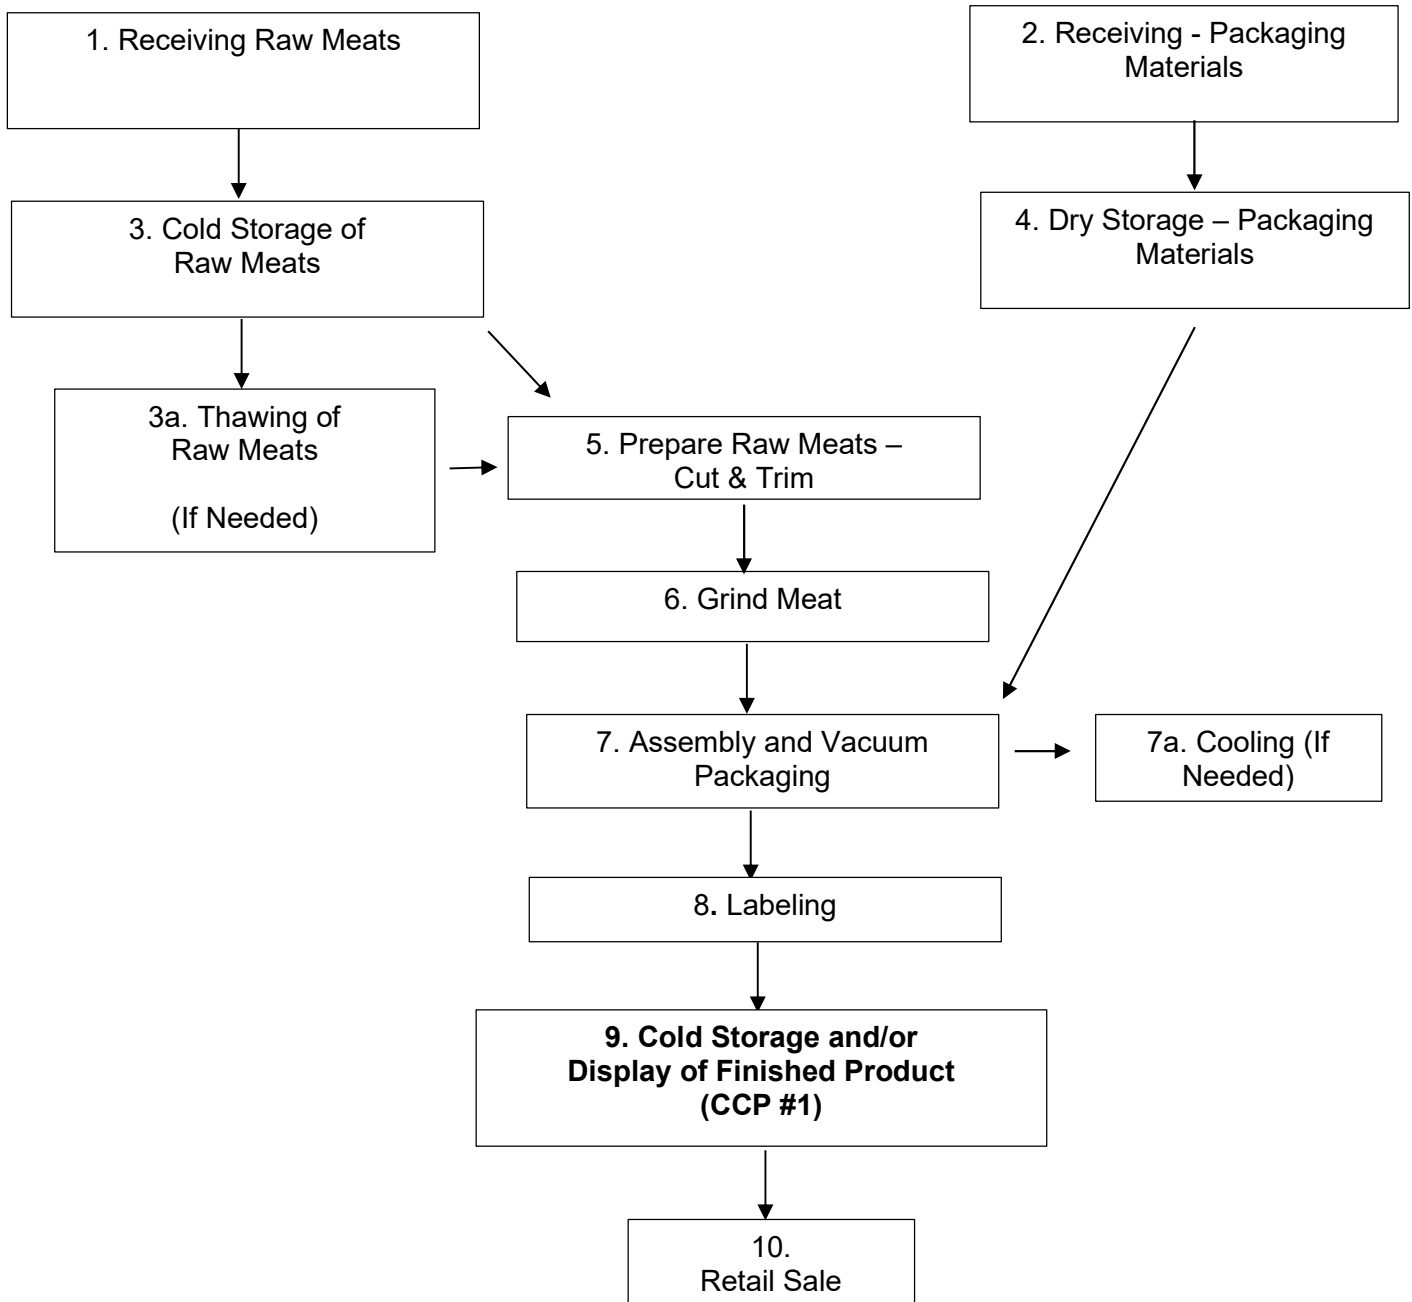 1. Receiving Raw Meats
2. Receiving - Packaging
Materials
3. Cold Storage of
Raw Meats
4. Dry Storage – Packaging
Materials
3a. Thawing of
Raw Meats
(If Needed)
5. Prepare Raw Meats –
Cut & Trim
6. Grind Meat
7. Assembly and Vacuum
Packaging
7a. Cooling (If
Needed)
8. Labeling
9. Cold Storage and/or
Display of Finished Product
(CCP #1)
10.
Retail Sale